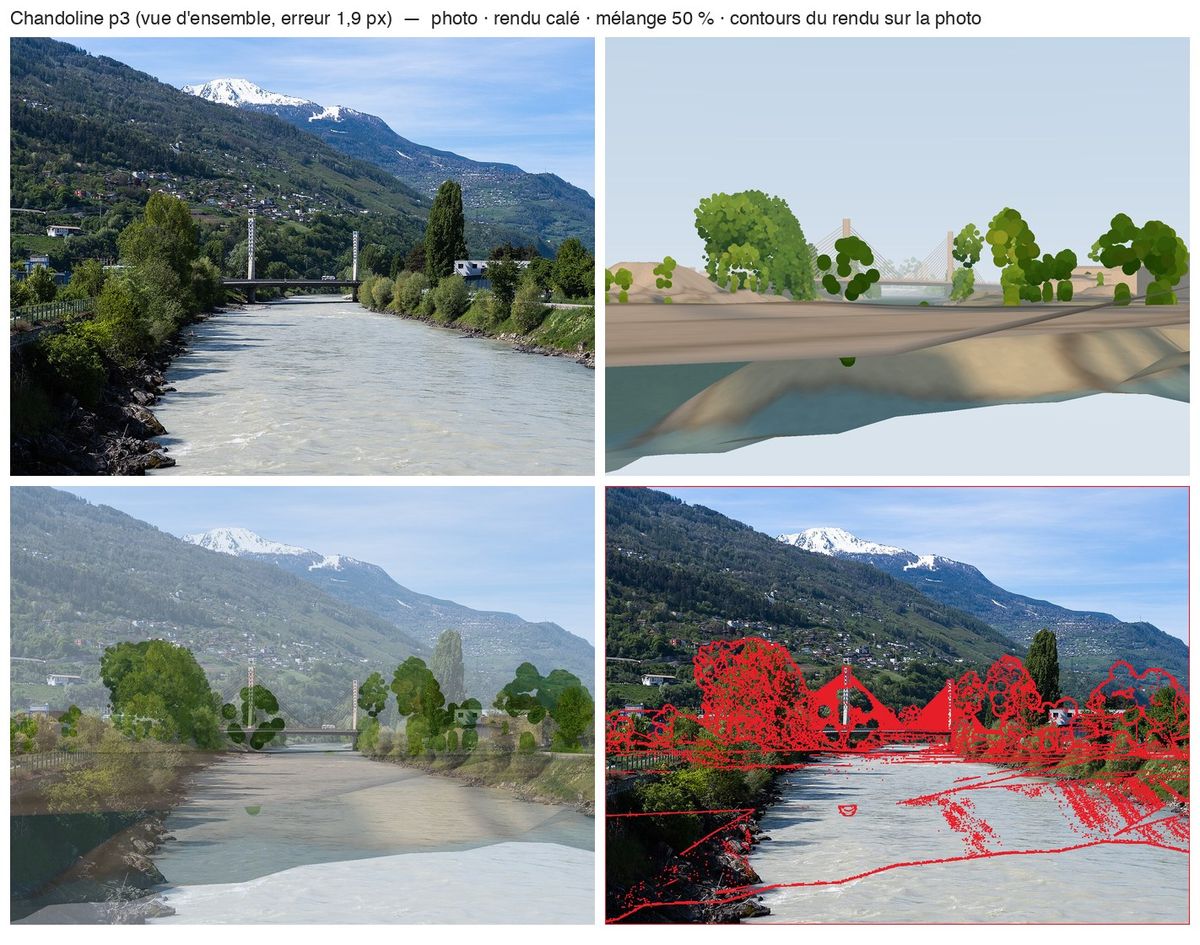 Chandoline p3 (vue d'ensemble, erreur 1,9 px)  —  photo · rendu calé · mélange 50 % · contours du rendu sur la photo